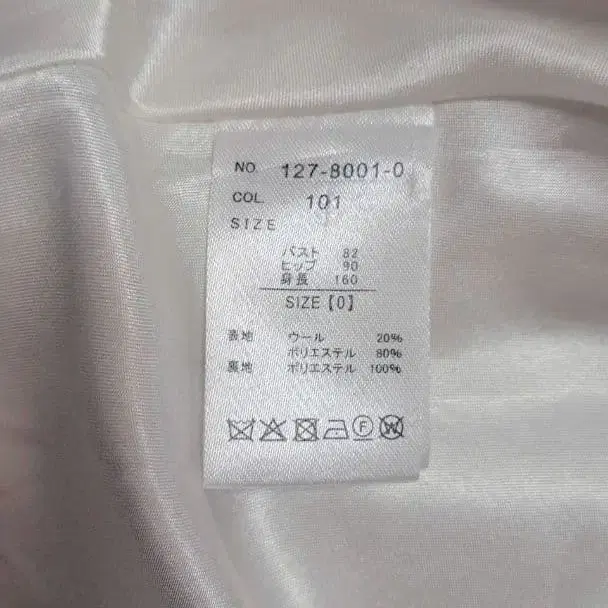 NO. 127-8001-0
COL. 101
SIZE
バスト 82
ヒップ 90
身長 160
SIZE【0】
表地 ウール 20%
ポリエステル 80%
裏地 ポリエステル 100%
F W